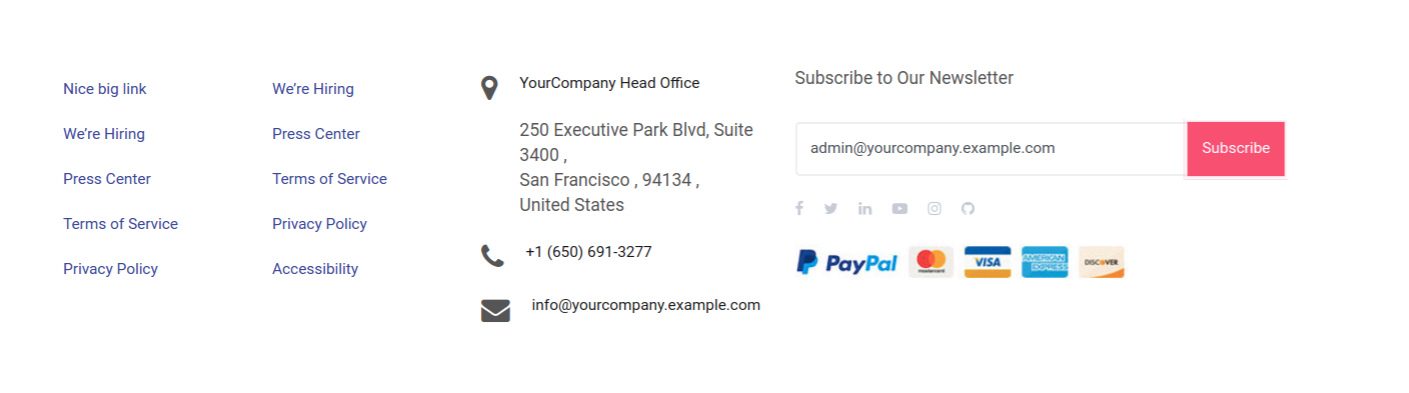 Nice big link
We're Hiring
Press Center
Terms of Service
Privacy Policy
We're Hiring
Press Center
Terms of Service
Privacy Policy
Accessibility
YourCompany Head Office
250 Executive Park Blvd, Suite
3400 ,
San Francisco , 94134 ,
United States
+1 (650) 691-3277
info@yourcompany.example.com
Subscribe to Our Newsletter
admin@yourcompany.example.com
Subscribe
PayPal
mastercard
VISA
AMERICAN
EXPRESS
DISCOVER